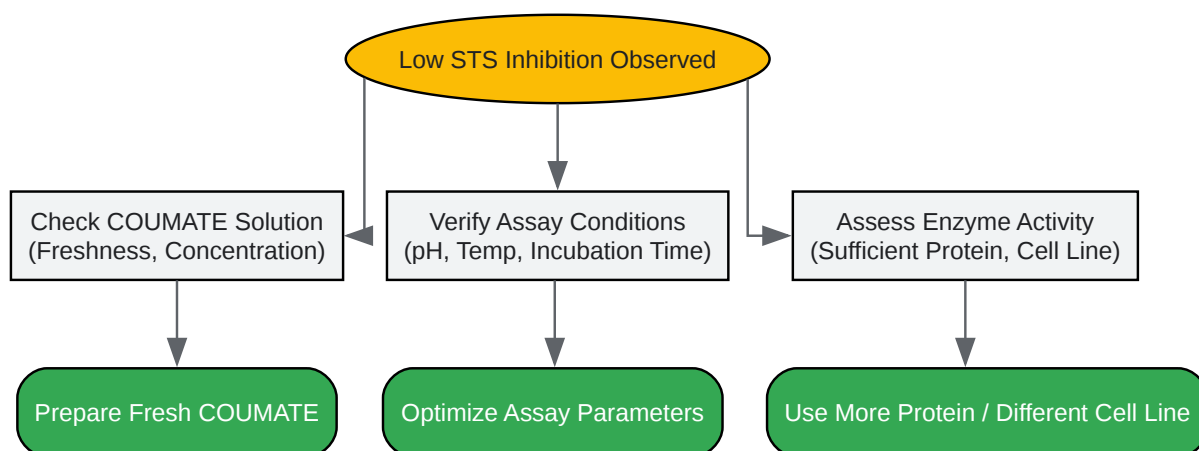 Low STS Inhibition Observed
Check COUMATE Solution
(Freshness, Concentration)
Verify Assay Conditions
(pH, Temp, Incubation Time)
Assess Enzyme Activity
(Sufficient Protein, Cell Line)
Prepare Fresh COUMATE
Optimize Assay Parameters
Use More Protein / Different Cell Line